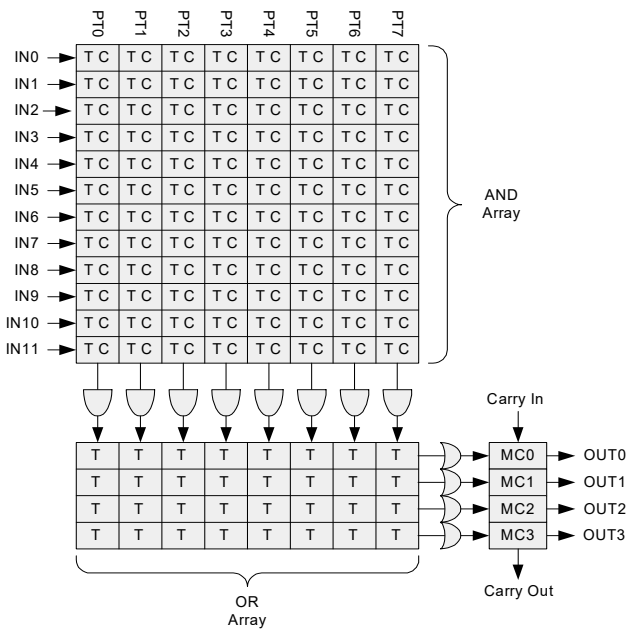 PT0 PT1 PT2 PT3 PT4 PT5 PT6 PT7
IN0 T C T C T C T C T C T C T C T C
IN1 T C T C T C T C T C T C T C T C
IN2 T C T C T C T C T C T C T C T C
IN3 T C T C T C T C T C T C T C T C
IN4 T C T C T C T C T C T C T C T C
IN5 T C T C T C T C T C T C T C T C
AND
Array
IN6 T C T C T C T C T C T C T C T C
IN7 T C T C T C T C T C T C T C T C
IN8 T C T C T C T C T C T C T C T C
IN9 T C T C T C T C T C T C T C T C
IN10 T C T C T C T C T C T C T C T C
IN11 T C T C T C T C T C T C T C T C
Carry In
T T T T T T T T MC0 OUT0
T T T T T T T T MC1 OUT1
T T T T T T T T MC2 OUT2
T T T T T T T T MC3 OUT3
Carry Out
OR
Array